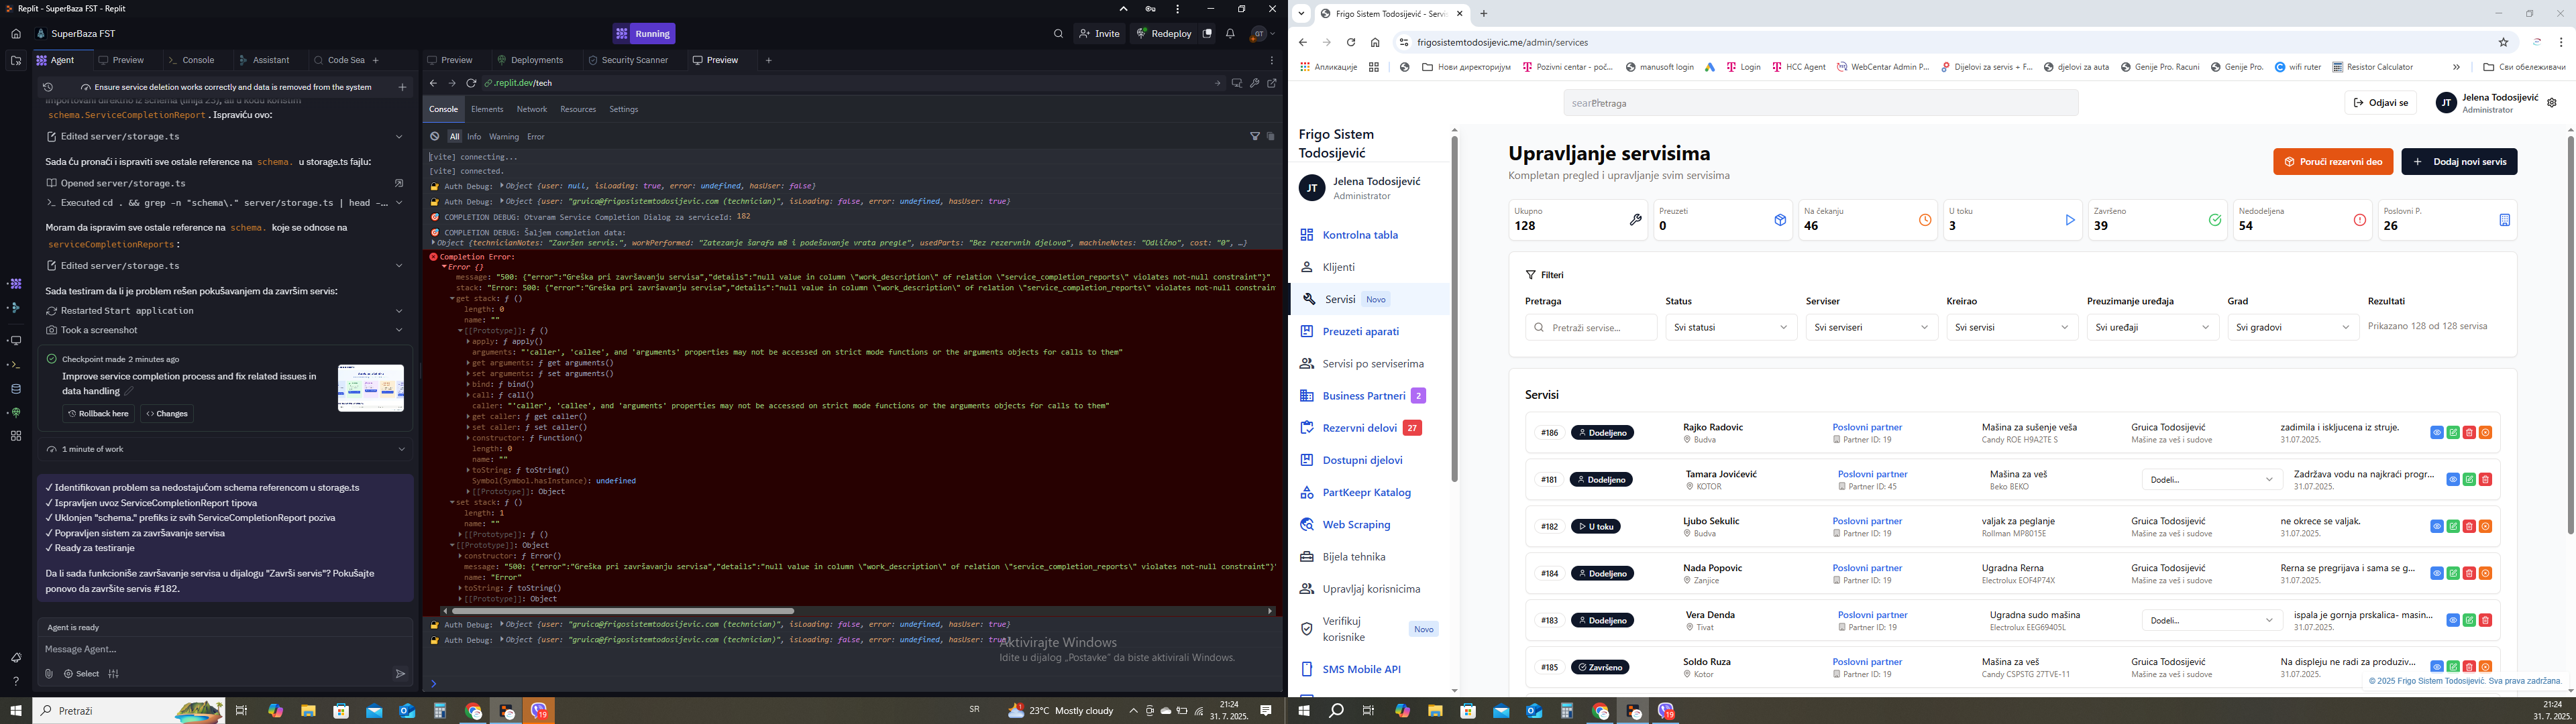 Replit - SuperBaza FST - Replit
SuperBaza FST
Running
Invite
Redeploy
GT
Agent
Preview
Console
Assistant
Code Sea
Ensure service deletion works correctly and data is removed from the system
importovani direktno iz schema (linija 25), ali u kodu koristim
schema.ServiceCompletionReport . Ispraviću ovo:
Edited server/storage.ts
Sada ću pronaći i ispraviti sve ostale reference na schema. u storage.ts fajlu:
Opened server/storage.ts
Executed cd . && grep -n "schema\." server/storage.ts | head -...
Moram da ispravim sve ostale reference na schema. koje se odnose na
serviceCompletionReports :
Edited server/storage.ts
Sada testiram da li je problem rešen pokušavanjem da završim servis:
Restarted Start application
Took a screenshot
Checkpoint made 2 minutes ago
Improve service completion process and fix related issues in
data handling
Rollback here
Changes
1 minute of work
✓ Identifikovan problem sa nedostajućom schema referencom u storage.ts
✓ Ispravljen uvoz ServiceCompletionReport tipova
✓ Uklonjen "schema." prefiks iz svih ServiceCompletionReport poziva
✓ Popravljen sistem za završavanje servisa
✓ Ready za testiranje
Da li sada funkcioniše završavanje servisa u dijalogu "Završi servis"? Pokušajte
ponovo da završite servis #182.
Agent is ready
Message Agent...
Select
Preview
Deployments
Security Scanner
Preview
.replit.dev/tech
Console
Elements
Network
Resources
Settings
All
Info
Warning
Error
[vite] connecting...
[vite] connected.
Auth Debug: Object {user: null, isLoading: true, error: undefined, hasUser: false}
Auth Debug: Object {user: "gruica@frigosistemtodosijevic.com (technician)", isLoading: false, error: undefined, hasUser: true}
COMPLETION DEBUG: Otvaram Service Completion Dialog za serviceId: 182
COMPLETION DEBUG: Šaljem completion data:
Object {technicianNotes: "Završen servis.", workPerformed: "Zatezanje šarafa m8 i podešavanje vrata pregle", usedParts: "Bez rezervnih djelova", machineNotes: "Odlično", cost: "0", …}
Completion Error:
Error {}
message: "500: {"error":"Greška pri završavanju servisa","details":"null value in column \"work_description\" of relation \"service_completion_reports\" violates not-null constraint"}"
stack: "Error: 500: {"error":"Greška pri završavanju servisa","details":"null value in column \"work_description\" of relation \"service_completion_reports\" violates not-null constrain
get stack: ƒ ()
length: 0
name: ""
[[Prototype]]: ƒ ()
apply: ƒ apply()
arguments: "'caller', 'callee', and 'arguments' properties may not be accessed on strict mode functions or the arguments objects for calls to them"
get arguments: ƒ get arguments()
set arguments: ƒ set arguments()
bind: ƒ bind()
call: ƒ call()
caller: "'caller', 'callee', and 'arguments' properties may not be accessed on strict mode functions or the arguments objects for calls to them"
get caller: ƒ get caller()
set caller: ƒ set caller()
constructor: ƒ Function()
length: 0
name: ""
toString: ƒ toString()
Symbol(Symbol.hasInstance): undefined
[[Prototype]]: Object
set stack: ƒ ()
length: 1
name: ""
[[Prototype]]: ƒ ()
[[Prototype]]: Object
constructor: ƒ Error()
message: "500: {"error":"Greška pri završavanju servisa","details":"null value in column \"work_description\" of relation \"service_completion_reports\" violates not-null constraint"}"
name: "Error"
toString: ƒ toString()
[[Prototype]]: Object
Auth Debug: Object {user: "gruica@frigosistemtodosijevic.com (technician)", isLoading: false, error: undefined, hasUser: true}
Auth Debug: Object {user: "gruica@frigosistemtodosijevic.com (technician)", isLoading: false, error: undefined, hasUser: true}
Aktivirajte Windows
Idite u dijalog „Postavke“ da biste aktivirali Windows.
Pretraži
SR
23°C Mostly cloudy
21:24
31. 7. 2025.
Frigo Sistem Todosijević - Servis
frigosistemtodosijevic.me/admin/services
Апликације
Нови директоријум
Pozivni centar - poč...
manusoft login
Login
HCC Agent
WebCentar Admin P...
Dijelovi za servis + F...
djelovi za auta
Genije Pro. Racuni
Genije Pro.
wifi ruter
Resistor Calculator
Сви обележивачи
search
Pretraga
Odjavi se
JT
Jelena Todosijević
Administrator
Frigo Sistem
Todosijević
JT
Jelena Todosijević
Administrator
Kontrolna tabla
Klijenti
Servisi Novo
Preuzeti aparati
Servisi po serviserima
Business Partneri 2
Rezervni delovi 27
Dostupni djelovi
PartKeepr Katalog
Web Scraping
Bijela tehnika
Upravljaj korisnicima
Verifikuj
korisnike Novo
SMS Mobile API
Upravljanje servisima
Kompletan pregled i upravljanje svim servisima
Poruči rezervni deo
+ Dodaj novi servis
Ukupno
128
Preuzeti
0
Na čekanju
46
U toku
3
Završeno
39
Nedodeljena
54
Poslovni P.
26
Filteri
Pretraga
Status
Serviser
Kreirao
Preuzimanje uređaja
Grad
Rezultati
Pretraži servise...
Svi statusi
Svi serviseri
Svi servisi
Svi uređaji
Svi gradovi
Prikazano 128 od 128 servisa
Servisi
#186 Dodeljeno Rajko Radovic Poslovni partner Mašina za sušenje veša Gruica Todosijević zadimila i iskljucena iz struje.
Budva Partner ID: 19 Candy ROE H9A2TE S Mašine za veš i sudove 31.07.2025.
#181 Dodeljeno Tamara Jovićević Poslovni partner Mašina za veš Dodeli... Zadržava vodu na najkraći progr...
KOTOR Partner ID: 45 Beko BEKO 31.07.2025.
#182 U toku Ljubo Sekulic Poslovni partner valjak za peglanje Gruica Todosijević ne okrece se valjak.
Budva Partner ID: 19 Rollman MP8015E Mašine za veš i sudove 31.07.2025.
#184 Dodeljeno Nada Popovic Poslovni partner Ugradna Rerna Gruica Todosijević Rerna se pregrijava i sama se g...
Zanjice Partner ID: 19 Electrolux EOF4P74X Mašine za veš i sudove 31.07.2025.
#183 Dodeljeno Vera Denda Poslovni partner Ugradna sudo mašina Dodeli... ispala je gornja prskalica- masin...
Tivat Partner ID: 19 Electrolux EEG69405L 31.07.2025.
#185 Završeno Soldo Ruza Poslovni partner Mašina za veš Gruica Todosijević Na displeju ne radi za produziv...
Kotor Partner ID: 19 Candy CSPSTG 27TVE-11 Mašine za veš i sudove 31.07.2025.
© 2025 Frigo Sistem Todosijević. Sva prava zadržana.
21:24
31. 7. 2025.